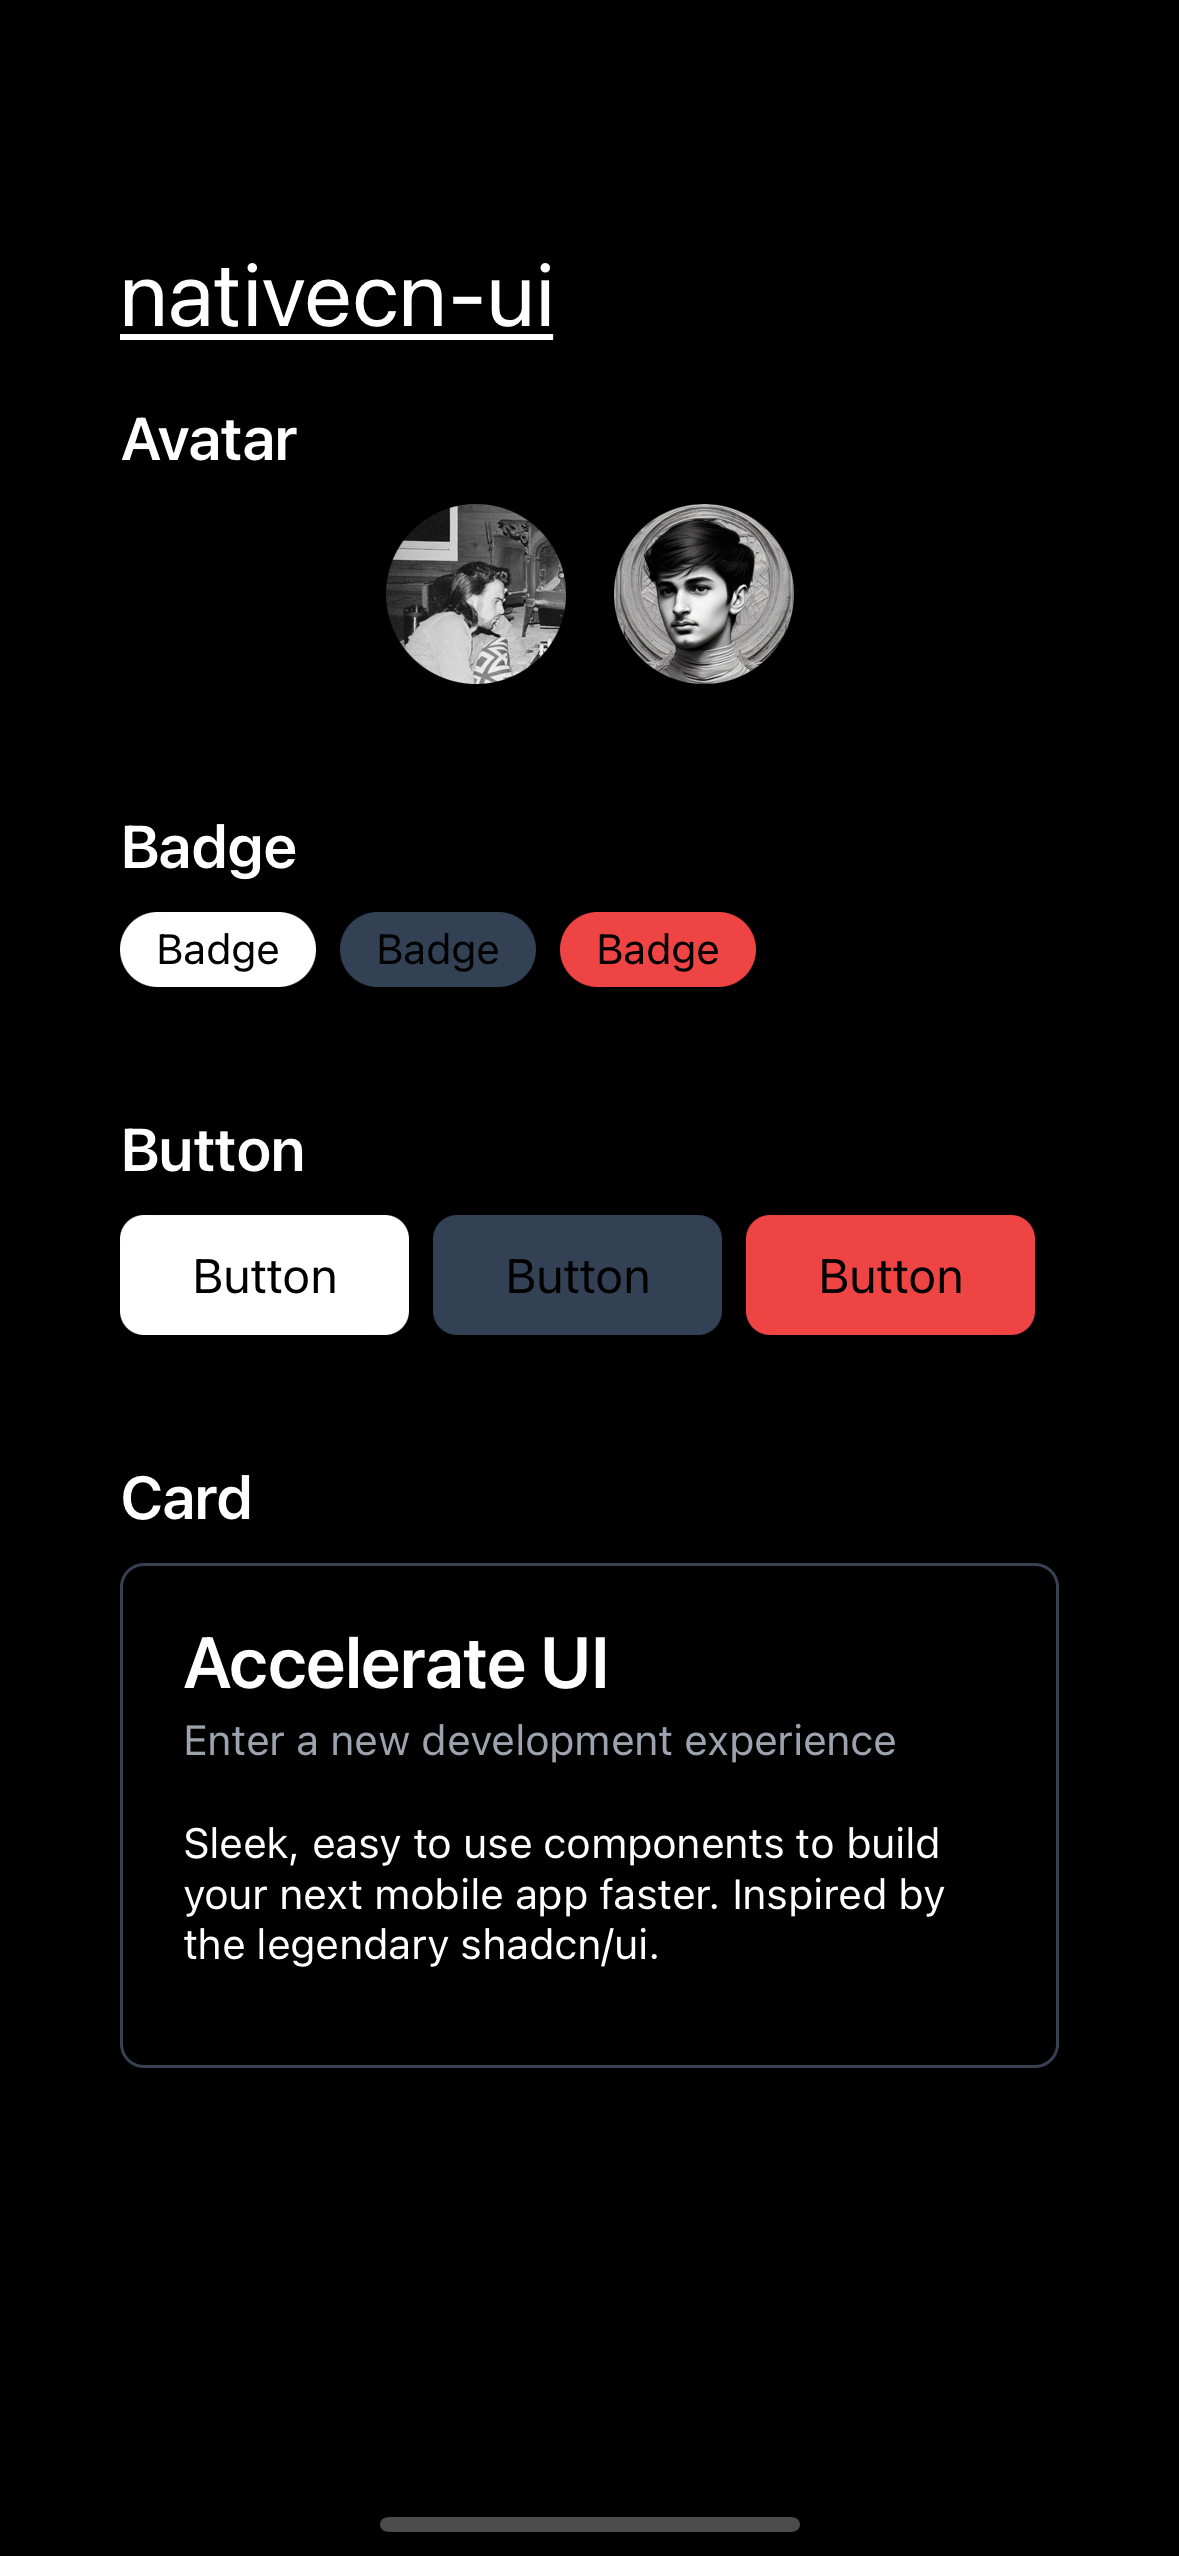 nativecn-ui
Avatar
Badge
Badge Badge Badge
Button
Button Button Button
Card
Accelerate UI
Enter a new development experience
Sleek, easy to use components to build
your next mobile app faster. Inspired by
the legendary shadcn/ui.